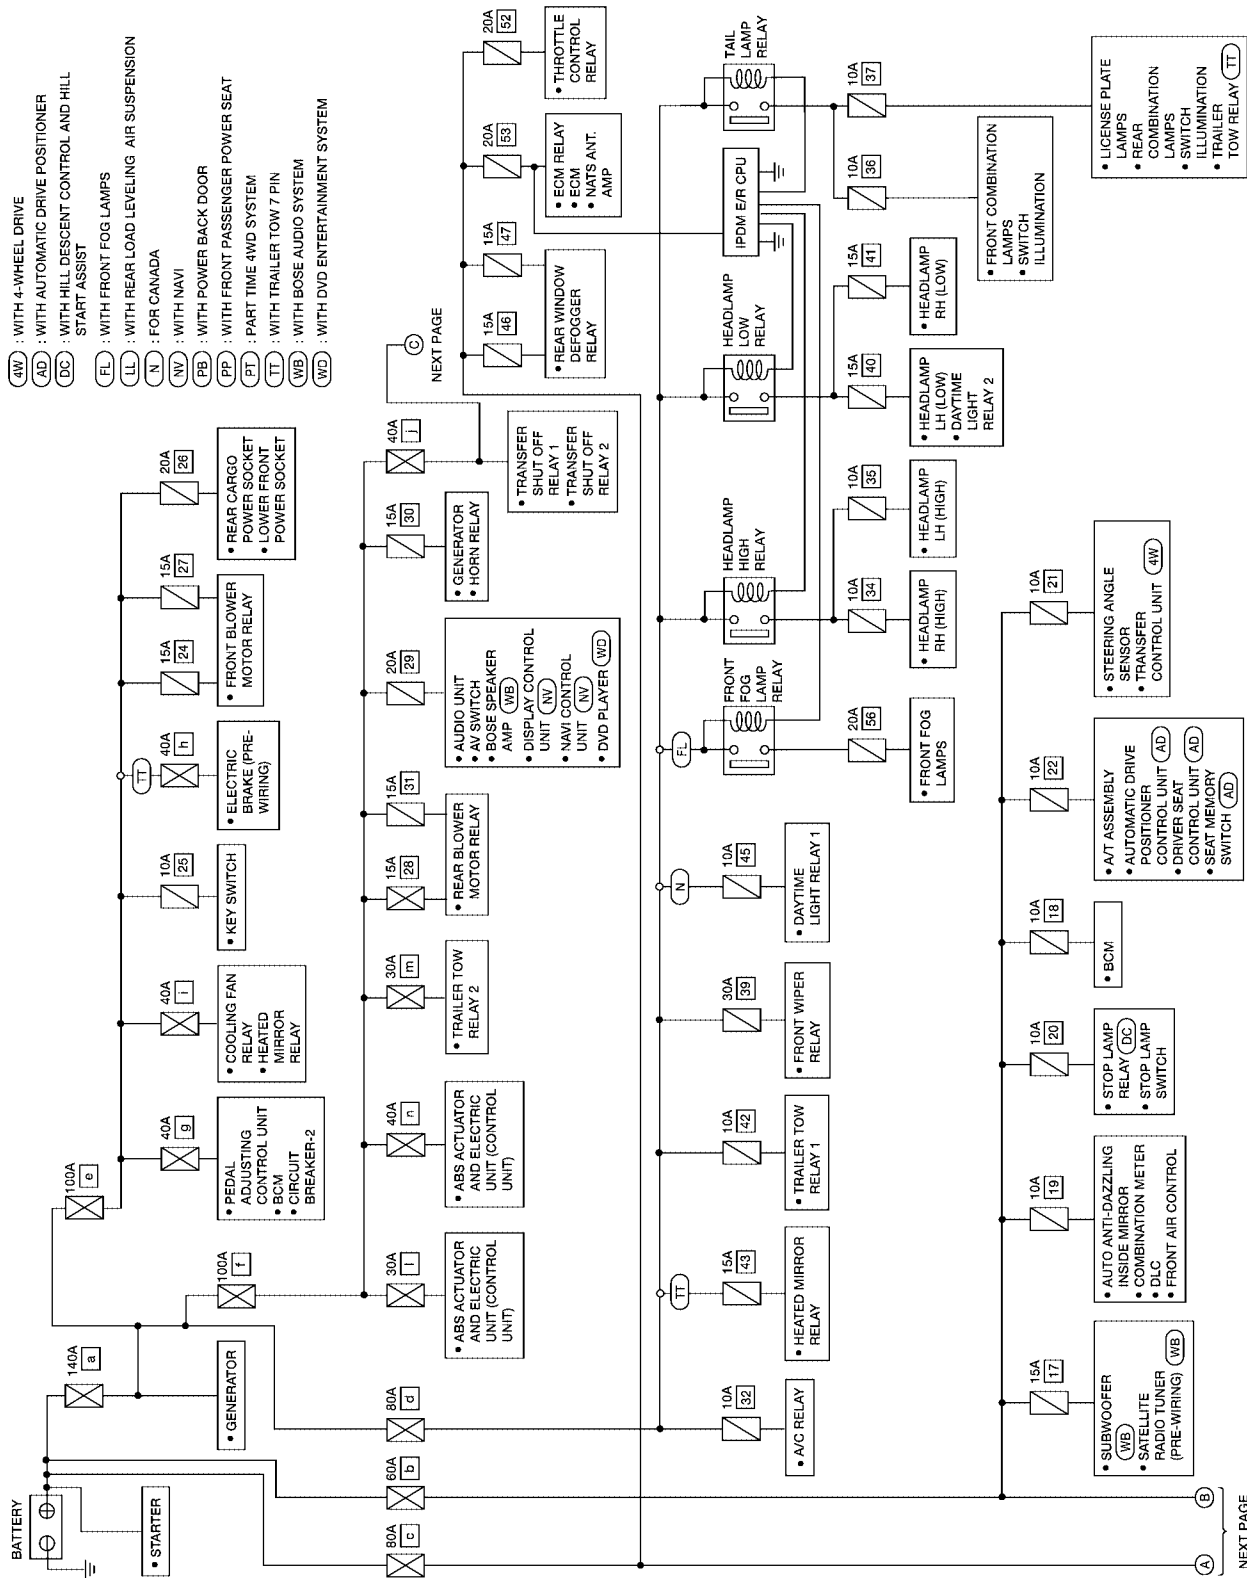 BATTERY
• STARTER
140A
a
• GENERATOR
80A
c
60A
b
80A
d
100A
e
100A
f
40A
g
• PEDAL
ADJUSTING
CONTROL UNIT
• BCM
• CIRCUIT
BREAKER-2
40A
i
• COOLING FAN
RELAY
• HEATED
MIRROR
RELAY
10A
25
• KEY SWITCH
TT
40A
h
• ELECTRIC
BRAKE (PRE-
WIRING)
15A
24
15A
27
• FRONT BLOWER
MOTOR RELAY
20A
26
• REAR CARGO
POWER SOCKET
• LOWER FRONT
POWER SOCKET
4W : WITH 4-WHEEL DRIVE
AD : WITH AUTOMATIC DRIVE POSITIONER
DC : WITH HILL DESCENT CONTROL AND HILL
START ASSIST
FL : WITH FRONT FOG LAMPS
LL : WITH REAR LOAD LEVELING AIR SUSPENSION
N : FOR CANADA
NV : WITH NAVI
PB : WITH POWER BACK DOOR
PP : WITH FRONT PASSENGER POWER SEAT
PT : PART TIME 4WD SYSTEM
TT : WITH TRAILER TOW 7 PIN
WB : WITH BOSE AUDIO SYSTEM
WD : WITH DVD ENTERTAINMENT SYSTEM
30A
l
• ABS ACTUATOR
AND ELECTRIC
UNIT (CONTROL
UNIT)
40A
n
• ABS ACTUATOR
AND ELECTRIC
UNIT (CONTROL
UNIT)
30A
m
• TRAILER TOW
RELAY 2
15A
28
15A
31
• REAR BLOWER
MOTOR RELAY
20A
29
• AUDIO UNIT
• AV SWITCH
• BOSE SPEAKER
AMP WB
• DISPLAY CONTROL
UNIT NV
• NAVI CONTROL
UNIT NV
• DVD PLAYER WD
15A
30
• GENERATOR
• HORN RELAY
40A
j
• TRANSFER
SHUT OFF
RELAY 1
• TRANSFER
SHUT OFF
RELAY 2
C
NEXT PAGE
15A
46
15A
47
• REAR WINDOW
DEFOGGER
RELAY
20A
53
• ECM RELAY
• ECM
• NATS ANT.
AMP
20A
52
• THROTTLE
CONTROL
RELAY
10A
32
• A/C RELAY
TT
15A
43
• HEATED MIRROR
RELAY
10A
42
• TRAILER TOW
RELAY 1
30A
39
• FRONT WIPER
RELAY
N
10A
45
• DAYTIME
LIGHT RELAY 1
FL
FRONT
FOG
LAMP
RELAY
20A
56
• FRONT FOG
LAMPS
HEADLAMP
HIGH
RELAY
10A
34
• HEADLAMP
RH (HIGH)
10A
35
• HEADLAMP
LH (HIGH)
HEADLAMP
LOW
RELAY
15A
40
• HEADLAMP
LH (LOW)
• DAYTIME
LIGHT
RELAY 2
15A
41
• HEADLAMP
RH (LOW)
IPDM E/R CPU
TAIL
LAMP
RELAY
10A
36
• FRONT COMBINATION
LAMPS
• SWITCH
ILLUMINATION
10A
37
• LICENSE PLATE
LAMPS
• REAR
COMBINATION
LAMPS
• SWITCH
ILLUMINATION
• TRAILER
TOW RELAY TT
15A
17
• SUBWOOFER
WB
• SATELLITE
RADIO TUNER
(PRE-WIRING) WB
10A
19
• AUTO ANTI-DAZZLING
INSIDE MIRROR
• COMBINATION METER
• DLC
• FRONT AIR CONTROL
10A
20
• STOP LAMP
RELAY DC
• STOP LAMP
SWITCH
10A
18
• BCM
10A
22
• A/T ASSEMBLY
• AUTOMATIC DRIVE
POSITIONER
CONTROL UNIT AD
• DRIVER SEAT
CONTROL UNIT AD
• SEAT MEMORY
SWITCH AD
10A
21
• STEERING ANGLE
SENSOR
• TRANSFER
CONTROL UNIT 4W
A
B
NEXT PAGE